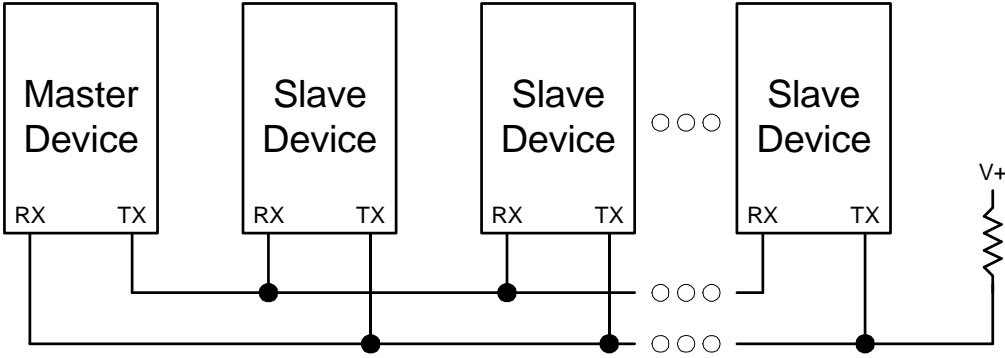 Master
Device
Slave
Device
Slave
Device
Slave
Device
V+
RX TX
RX TX
RX TX
RX TX